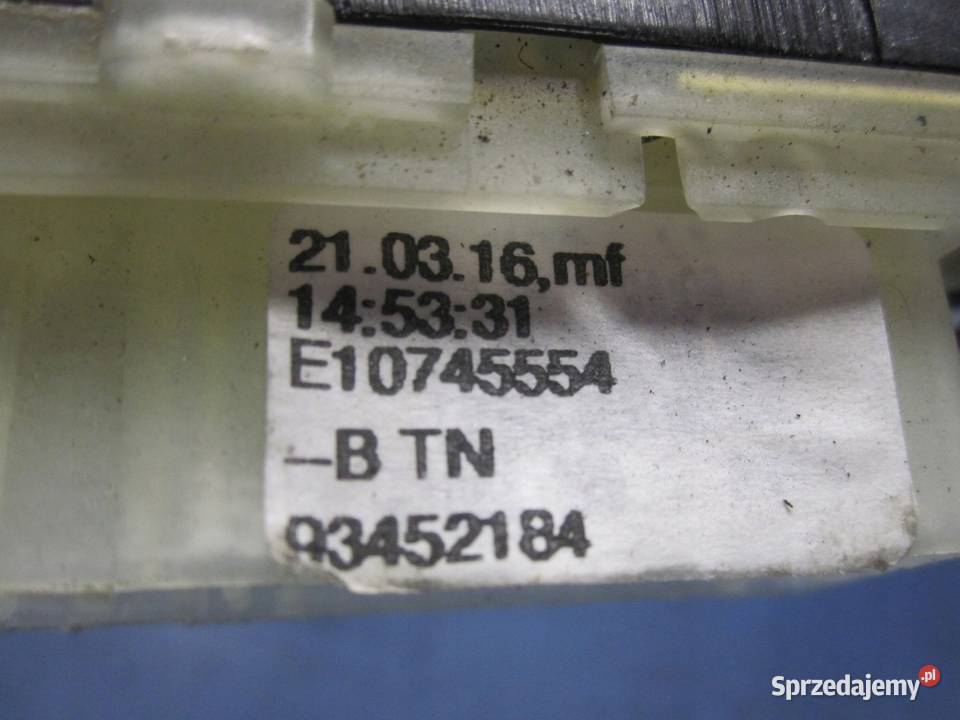 21.03.16,mf
14:53:31
E10745554
–B TN
93452184
Sprzedajemy.pl